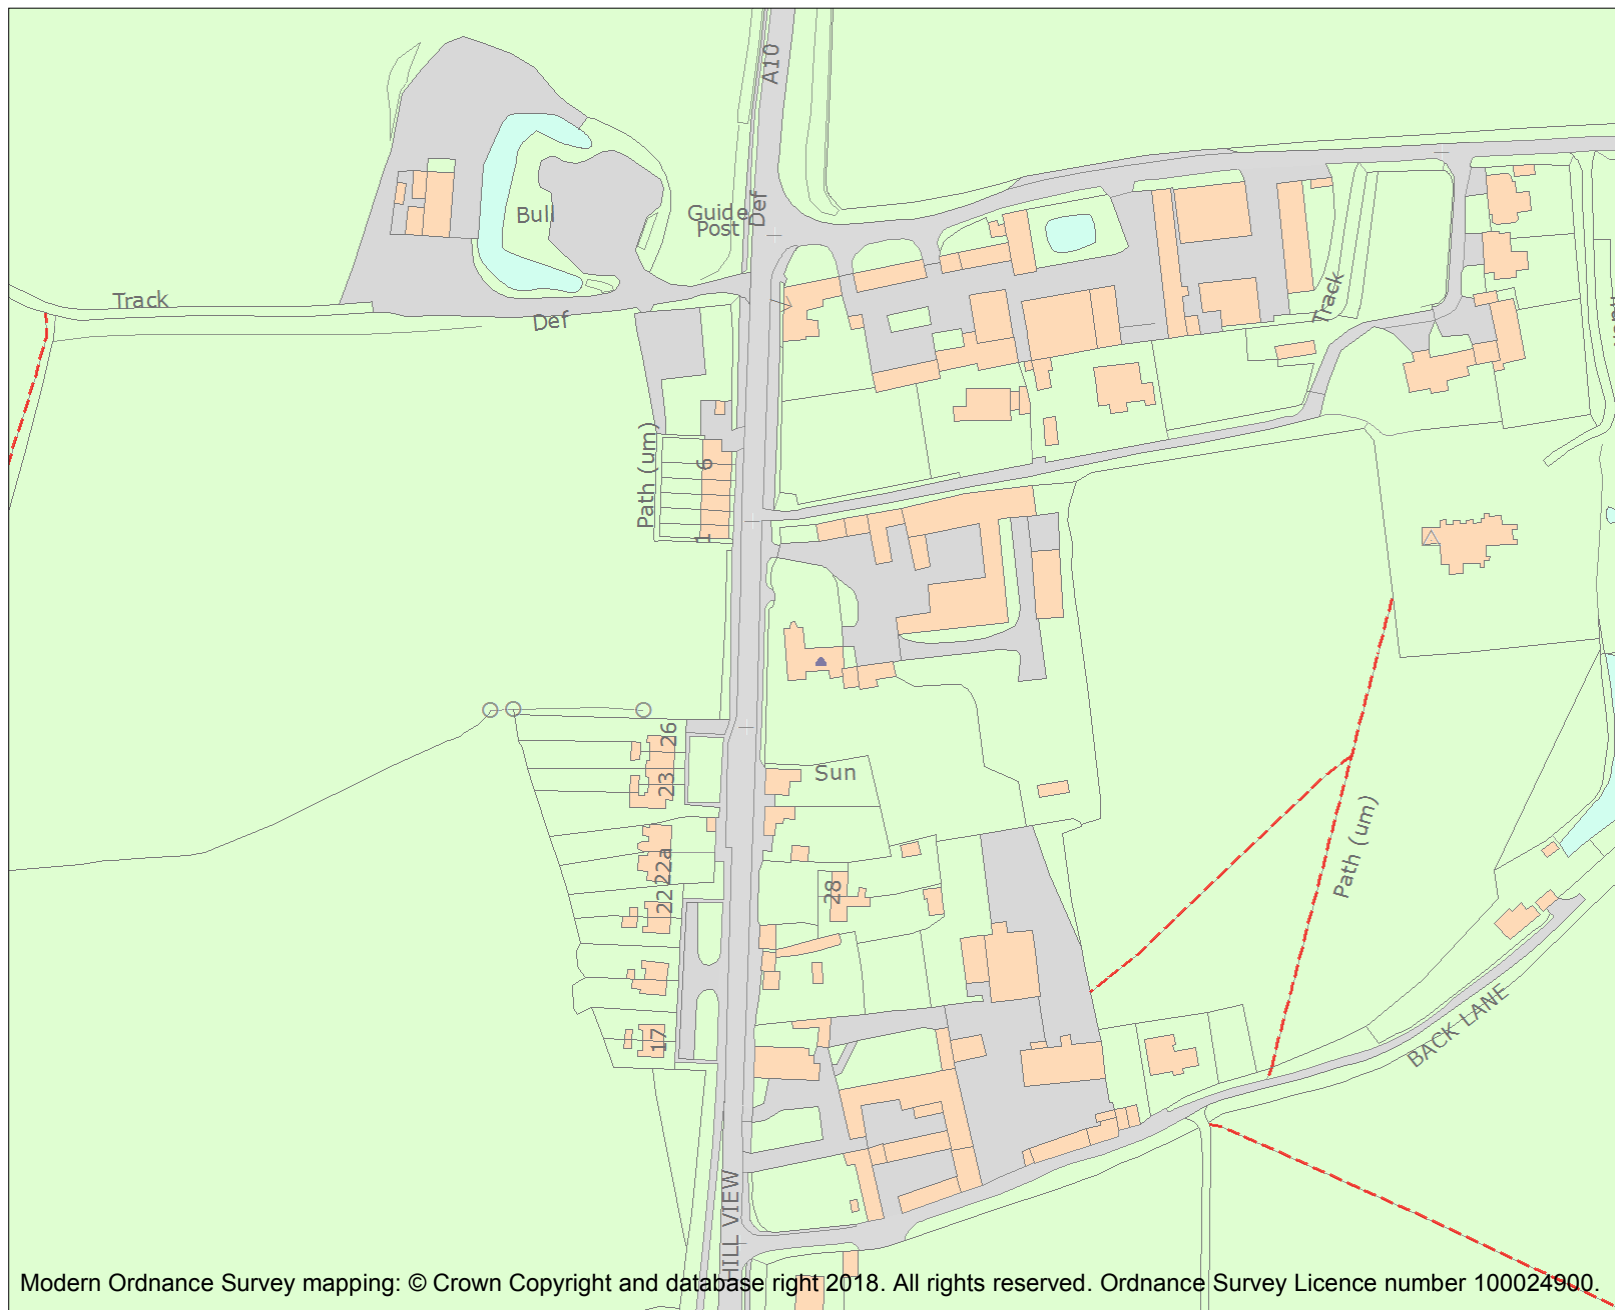 A10
Def
Guide
Post
Bull
Track
Def
Track
Path (um)
6
1
26
23
Sun
22a
22
28
17
Path (um)
BACK LANE
HILL VIEW
Modern Ordnance Survey mapping: © Crown Copyright and database right 2018. All rights reserved. Ordnance Survey Licence number 100024900.